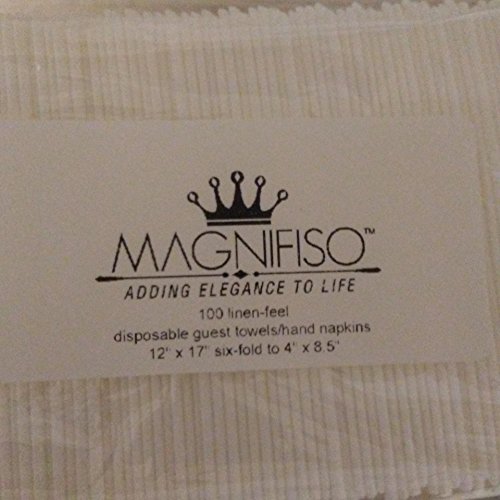 MAGNIFISO™
ADDING ELEGANCE TO LIFE
100 linen-feel
disposable guest towels/hand napkins
12" x 17" six-fold to 4" x 8.5"